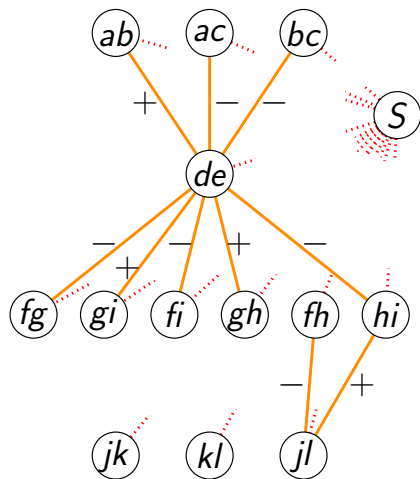 ab ac bc
S
+ − −
de
− + − + −
fg gi fi gh fh hi
− +
jk kl jl